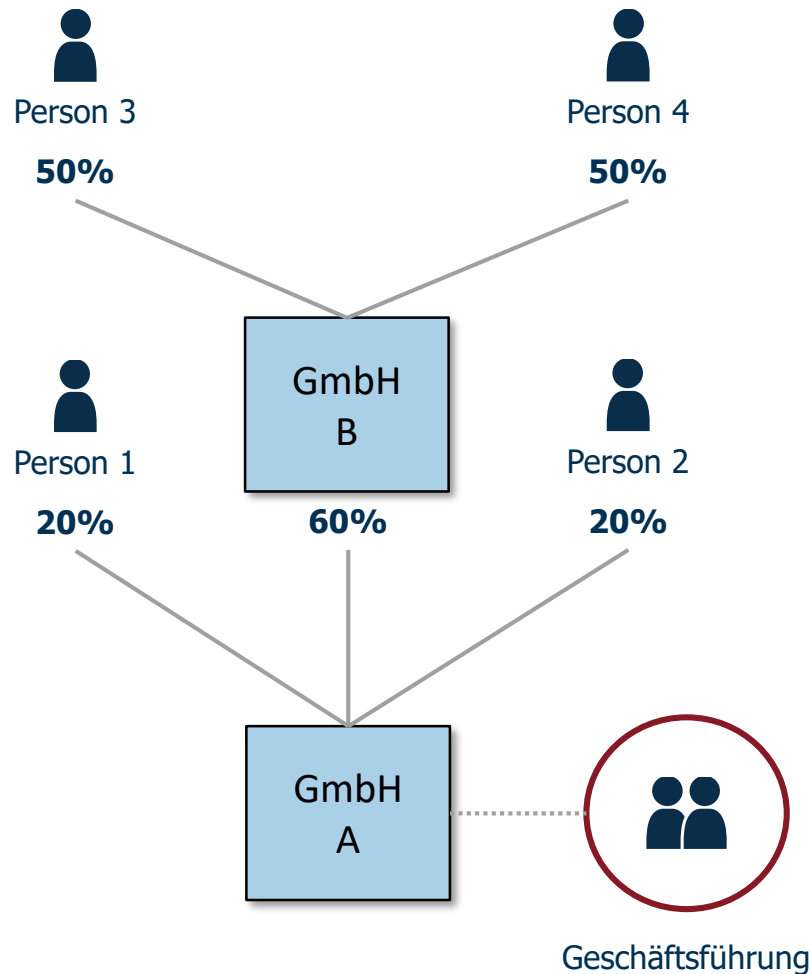 Person 3
Person 4
50%
50%
GmbH
B
Person 1
Person 2
20%
60%
20%
GmbH
A
Geschäftsführung